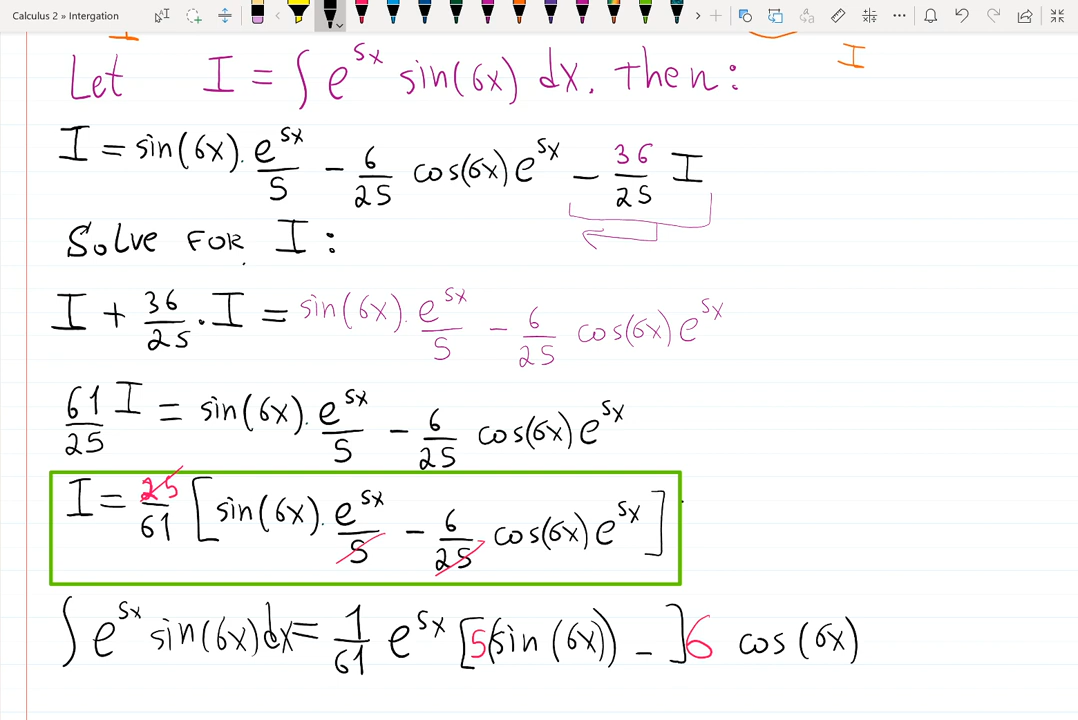 Calculus 2 » Intergation
I
I
Let I = ∫ e^{5x} sin(6x) dx. Then:
I = sin(6x). e^{5x}/5 - 6/25 cos(6x) e^{5x} - 36/25 I
Solve FOR I:
I + 36/25 . I = sin(6x). e^{5x}/5 - 6/25 cos(6x) e^{5x}
61/25 I = sin(6x). e^{5x}/5 - 6/25 cos(6x) e^{5x}
I = 25/61 [sin(6x). e^{5x}/5 - 6/25 cos(6x) e^{5x}]
∫ e^{5x} sin(6x) dx = 1/61 e^{5x} [5(sin(6x)) - ]6 cos(6x)